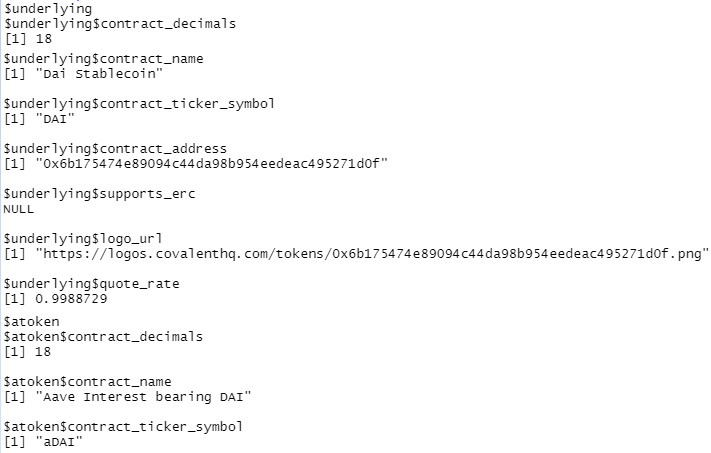 $underlying
$underlying$contract_decimals
[1] 18
$underlying$contract_name
[1] "Dai Stablecoin"
$underlying$contract_ticker_symbol
[1] "DAI"
$underlying$contract_address
[1] "0x6b175474e89094c44da98b954eedeac495271d0f"
$underlying$supports_erc
NULL
$underlying$logo_url
[1] "https://logos.covalenthq.com/tokens/0x6b175474e89094c44da98b954eedeac495271d0f.png"
$underlying$quote_rate
[1] 0.9988729
$atoken
$atoken$contract_decimals
[1] 18
$atoken$contract_name
[1] "Aave Interest bearing DAI"
$atoken$contract_ticker_symbol
[1] "aDAI"